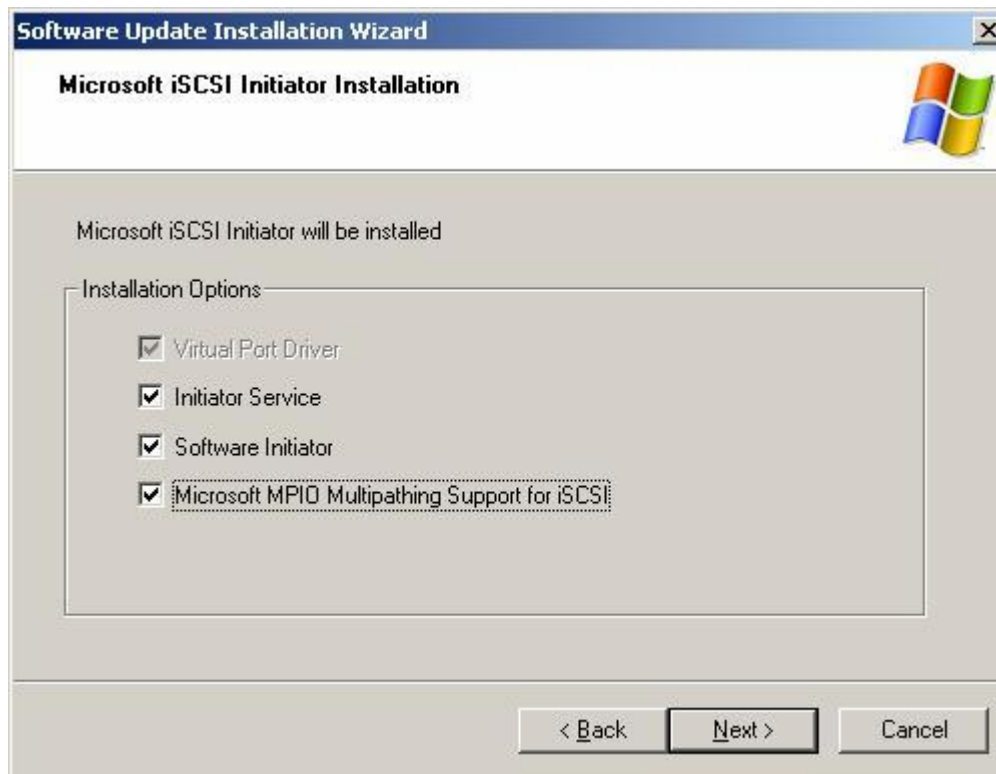 Software Update Installation Wizard
Microsoft iSCSI Initiator Installation
Microsoft iSCSI Initiator will be installed
Installation Options
Virtual Port Driver
Initiator Service
Software Initiator
Microsoft MPIO Multipathing Support for iSCSI
< Back
Next >
Cancel